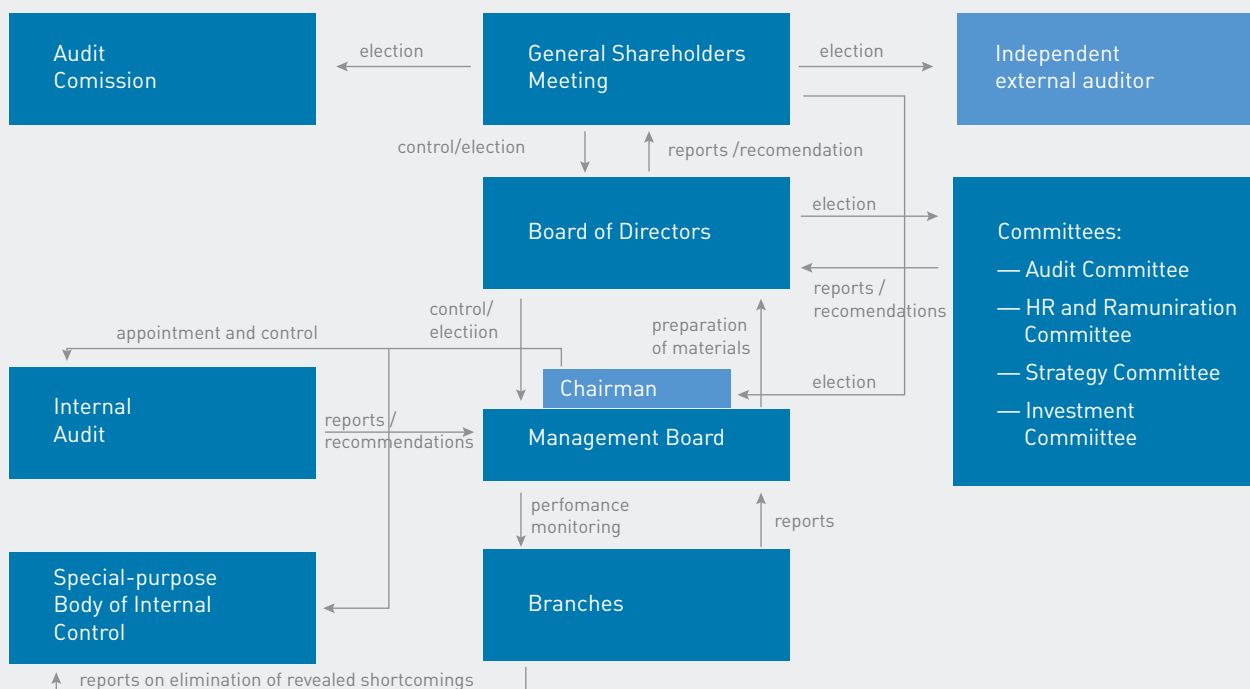 Audit
Comission
election
General Shareholders
Meeting
election
Independent
external auditor
control/election
reports /recomendation
Board of Directors
election
Committees:
— Audit Committee
— HR and Ramuniration
Committee
— Strategy Committee
— Investment
Commiittee
reports /
recomendations
control/
electiion
preparation
of materials
appointment and control
election
Chairman
Internal
Audit
reports /
recommendations
Management Board
perfomance
monitoring
reports
Special-purpose
Body of Internal
Control
Branches
reports on elimination of revealed shortcomings